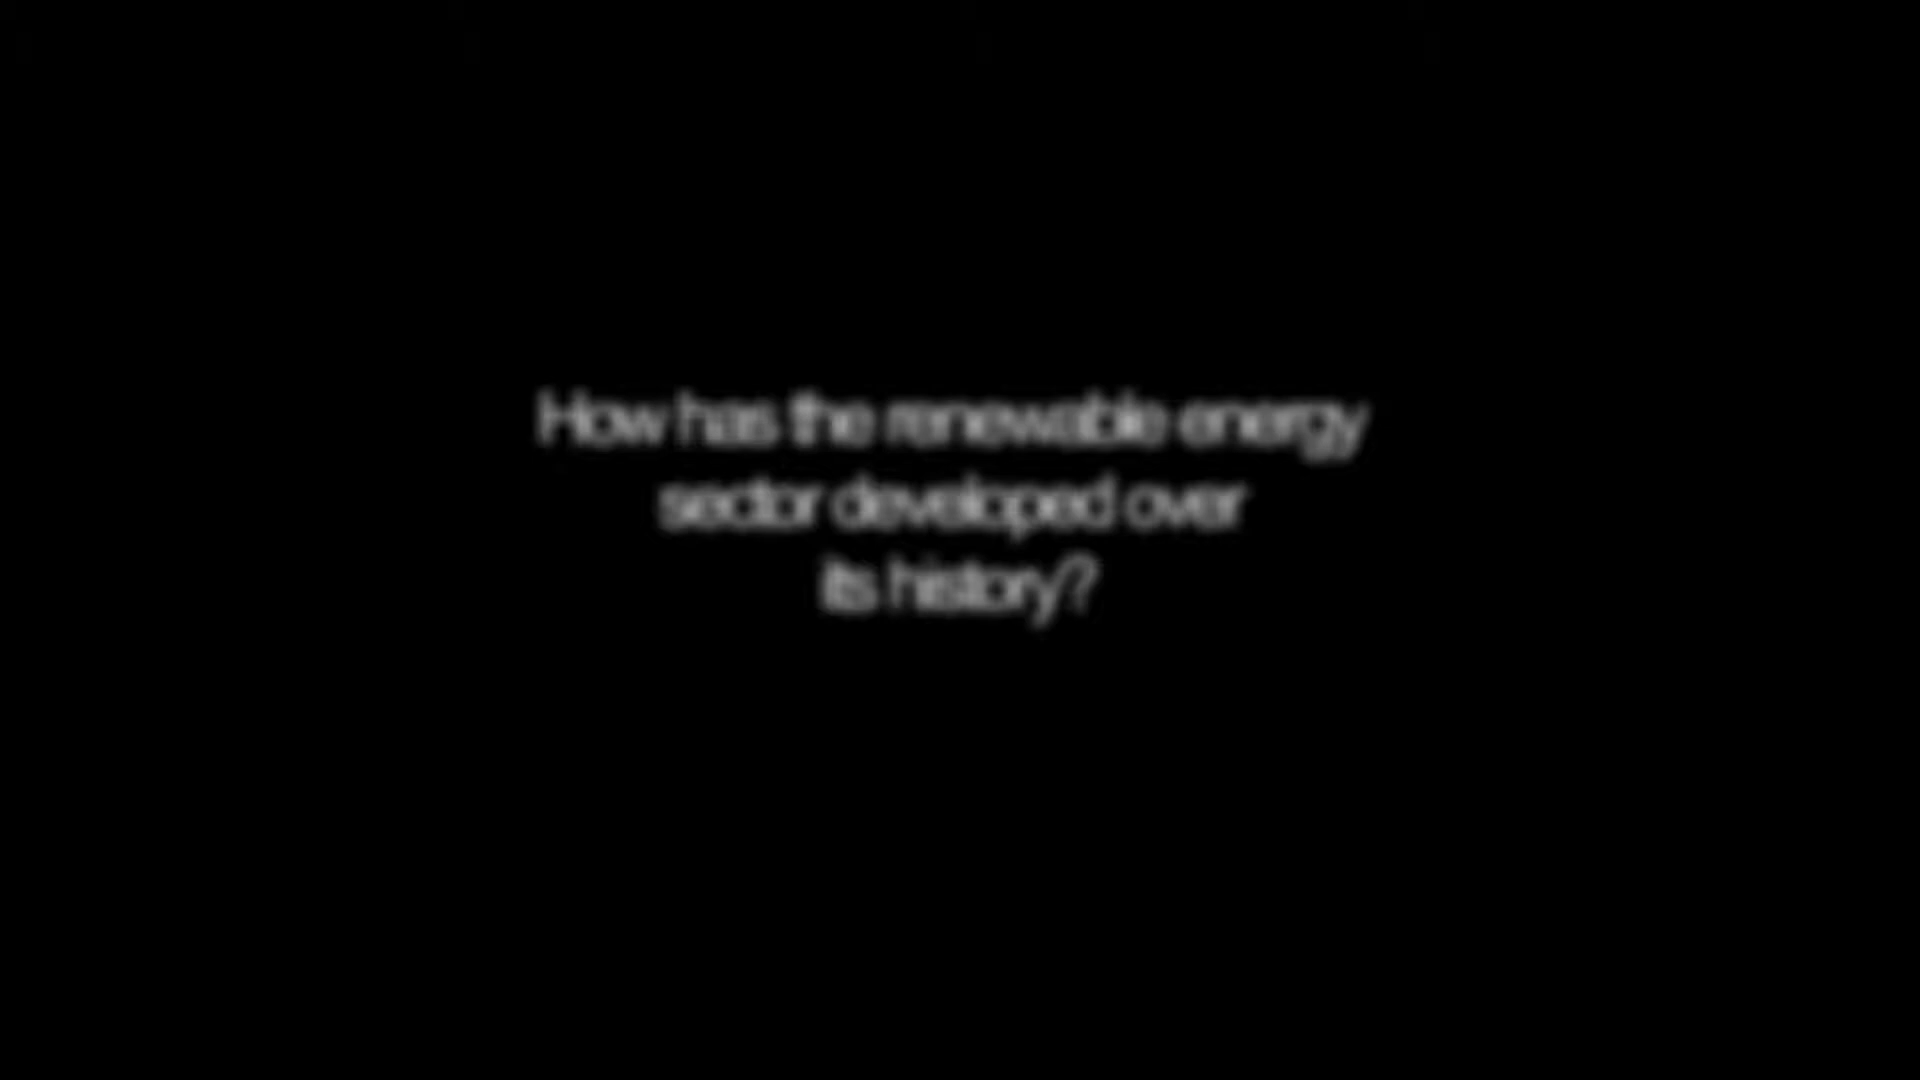 How has the renewable energy
sector developed over
its history?